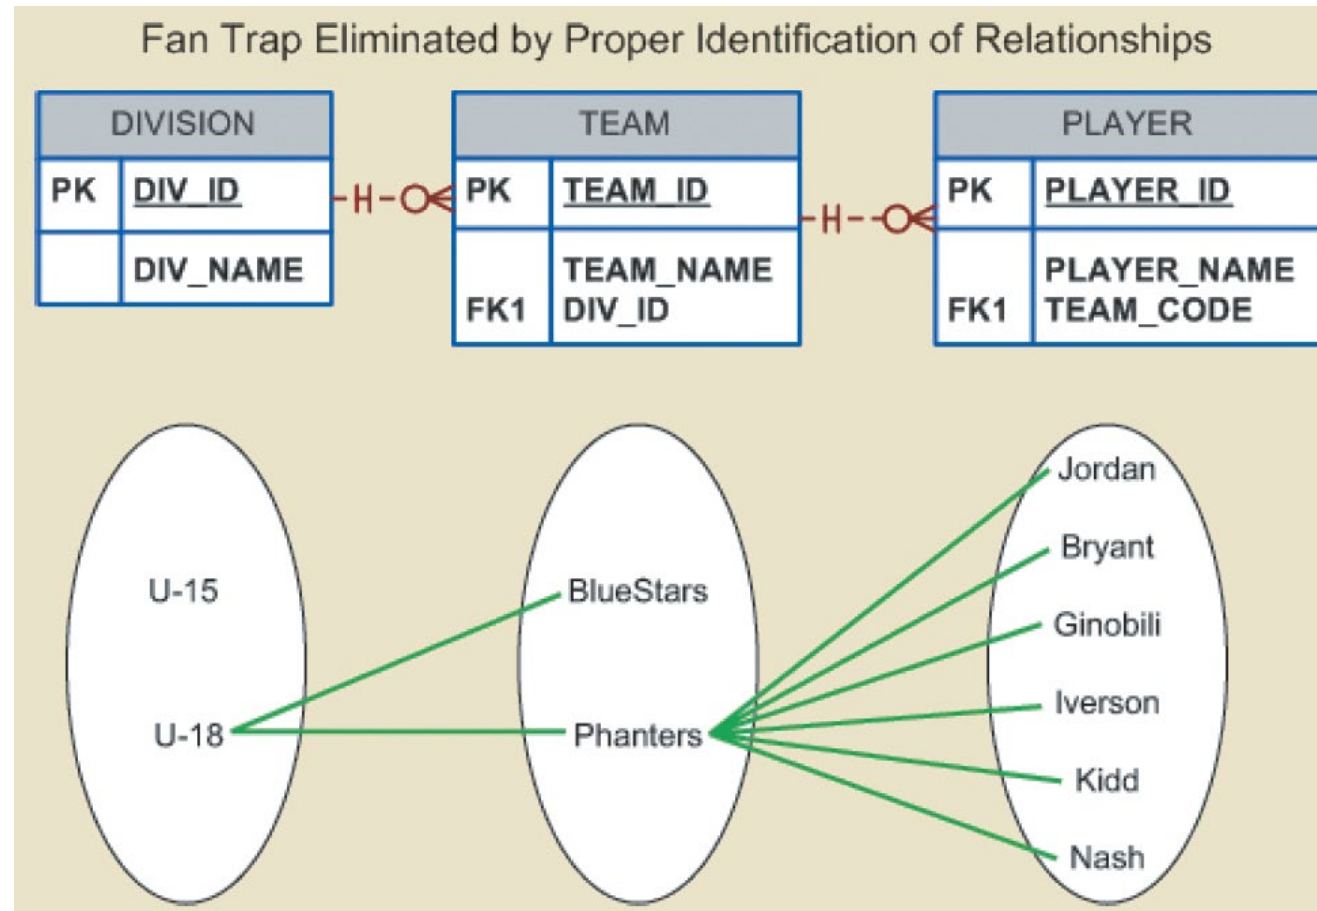 Fan Trap Eliminated by Proper Identification of Relationships
DIVISION
PK DIV_ID
DIV_NAME
TEAM
PK TEAM_ID
TEAM_NAME
FK1 DIV_ID
PLAYER
PK PLAYER_ID
PLAYER_NAME
FK1 TEAM_CODE
U-15
U-18
BlueStars
Phanters
Jordan
Bryant
Ginobili
Iverson
Kidd
Nash